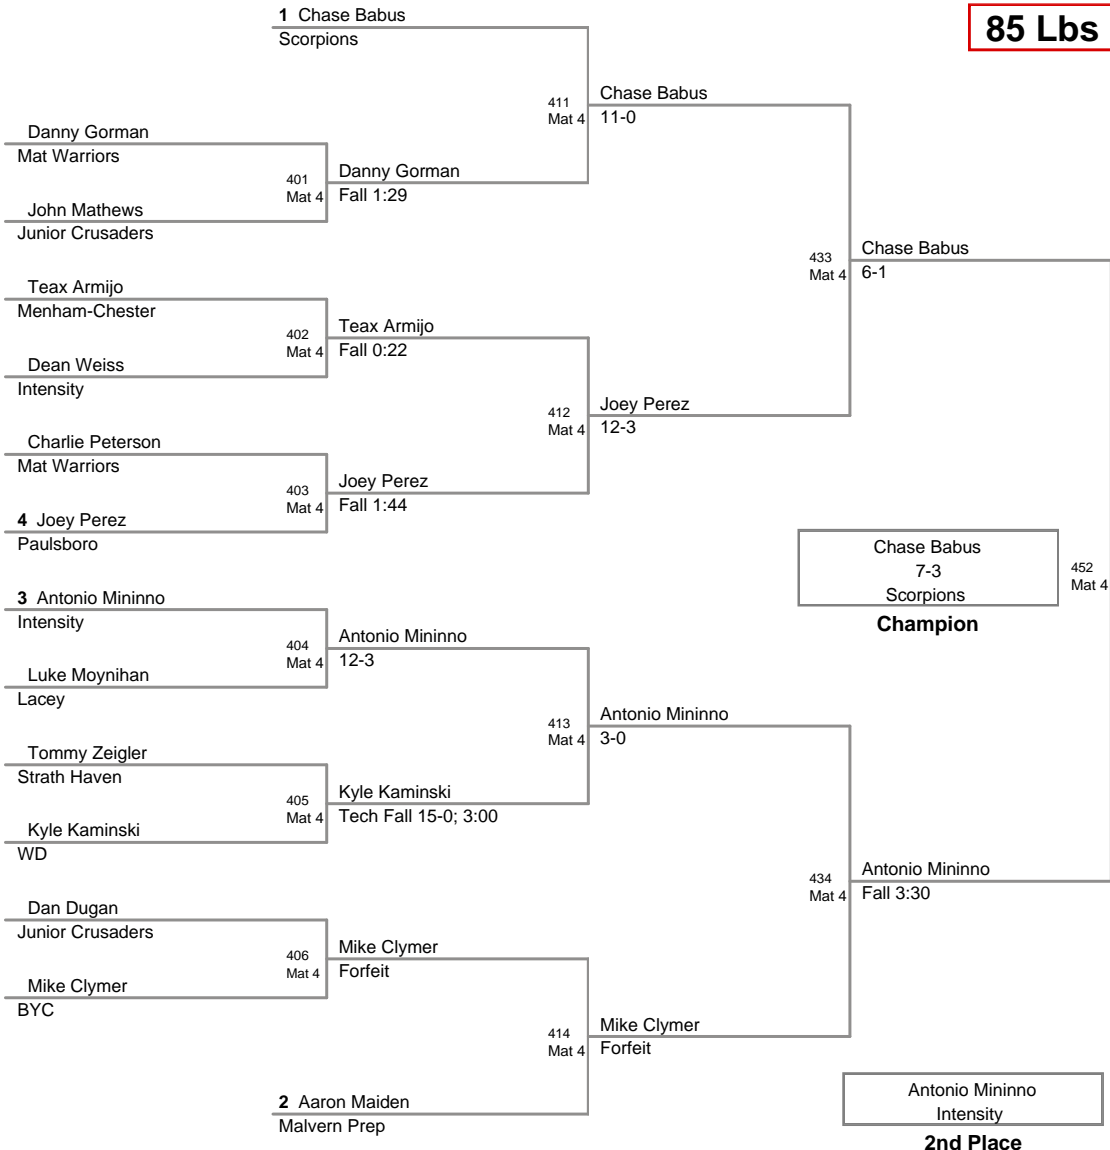 85 Lbs
1 Chase Babus
Scorpions
411
Mat 4
Chase Babus
11-0
Danny Gorman
Mat Warriors
401
Mat 4
Danny Gorman
Fall 1:29
John Mathews
Junior Crusaders
433
Mat 4
Chase Babus
6-1
Teax Armijo
Menham-Chester
402
Mat 4
Teax Armijo
Fall 0:22
Dean Weiss
Intensity
412
Mat 4
Joey Perez
12-3
Charlie Peterson
Mat Warriors
403
Mat 4
Joey Perez
Fall 1:44
4 Joey Perez
Paulsboro
Chase Babus
7-3
Scorpions
Champion
452
Mat 4
3 Antonio Mininno
Intensity
404
Mat 4
Antonio Mininno
12-3
Luke Moynihan
Lacey
413
Mat 4
Antonio Mininno
3-0
Tommy Zeigler
Strath Haven
405
Mat 4
Kyle Kaminski
Tech Fall 15-0; 3:00
Kyle Kaminski
WD
434
Mat 4
Antonio Mininno
Fall 3:30
Dan Dugan
Junior Crusaders
406
Mat 4
Mike Clymer
Forfeit
Mike Clymer
BYC
414
Mat 4
Mike Clymer
Forfeit
2 Aaron Maiden
Malvern Prep
Antonio Mininno
Intensity
2nd Place